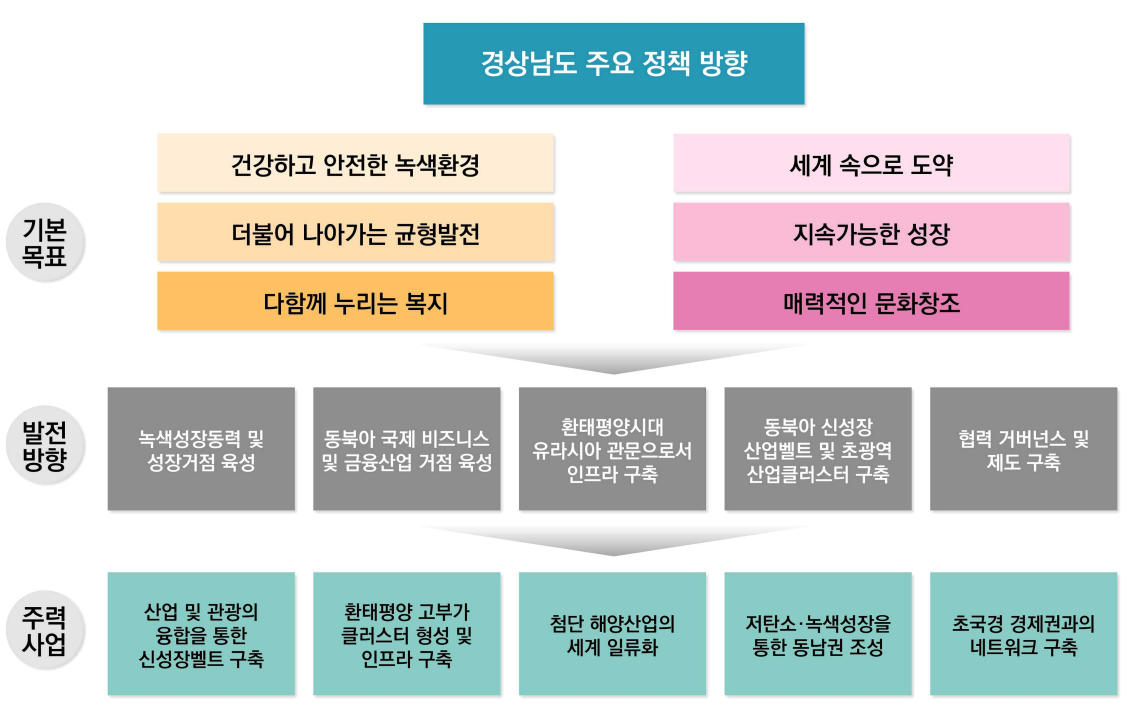 경상남도 주요 정책 방향
기본
목표
건강하고 안전한 녹색환경
세계 속으로 도약
더불어 나아가는 균형발전
지속가능한 성장
다함께 누리는 복지
매력적인 문화창조
발전
방향
녹색성장동력 및
성장거점 육성
동북아 국제 비즈니스
및 금융산업 거점 육성
환태평양시대
유라시아 관문으로서
인프라 구축
동북아 신성장
산업벨트 및 초광역
산업클러스터 구축
협력 거버넌스 및
제도 구축
주력
사업
산업 및 관광의
융합을 통한
신성장벨트 구축
환태평양 고부가
클러스터 형성 및
인프라 구축
첨단 해양산업의
세계 일류화
저탄소·녹색성장을
통한 동남권 조성
초국경 경제권과의
네트워크 구축